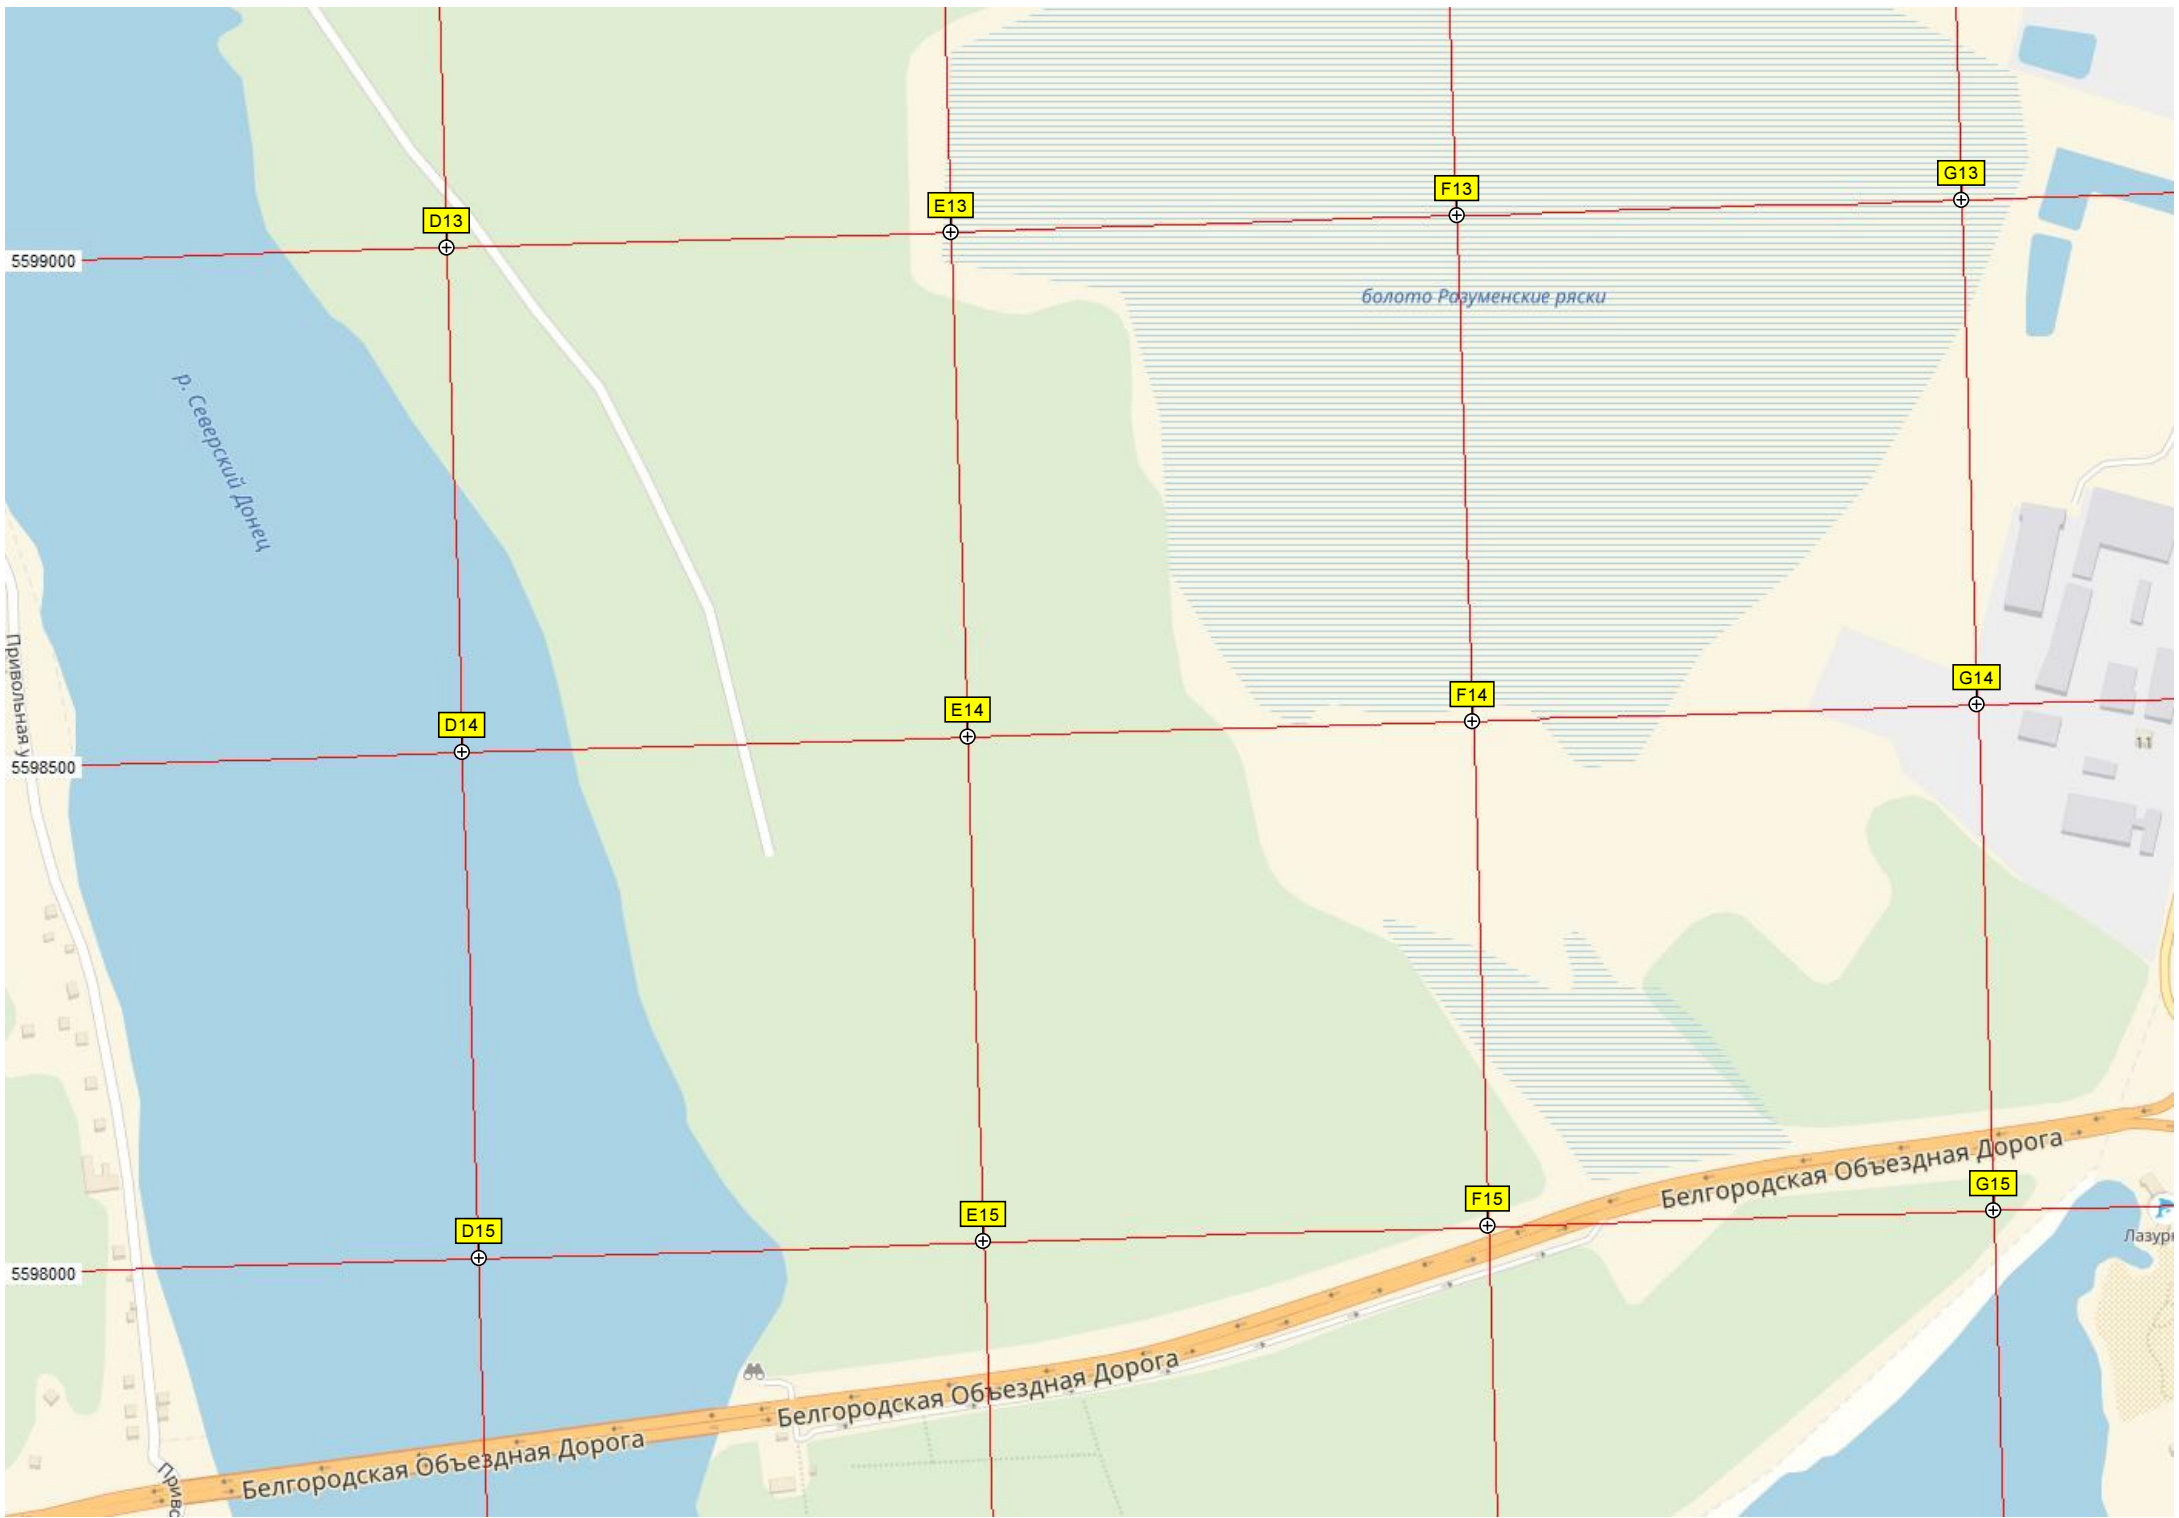 G13
F13
E13
D13
5599000
болото Разуменские ряски
р. Северский Донец
Привольная у
G14
F14
E14
D14
5598500
11
Белгородская Объездная Дорога
G15
F15
E15
D15
5598000
Лазурн
Белгородская Объездная Дорога
Белгородская Объездная Дорога
Приво